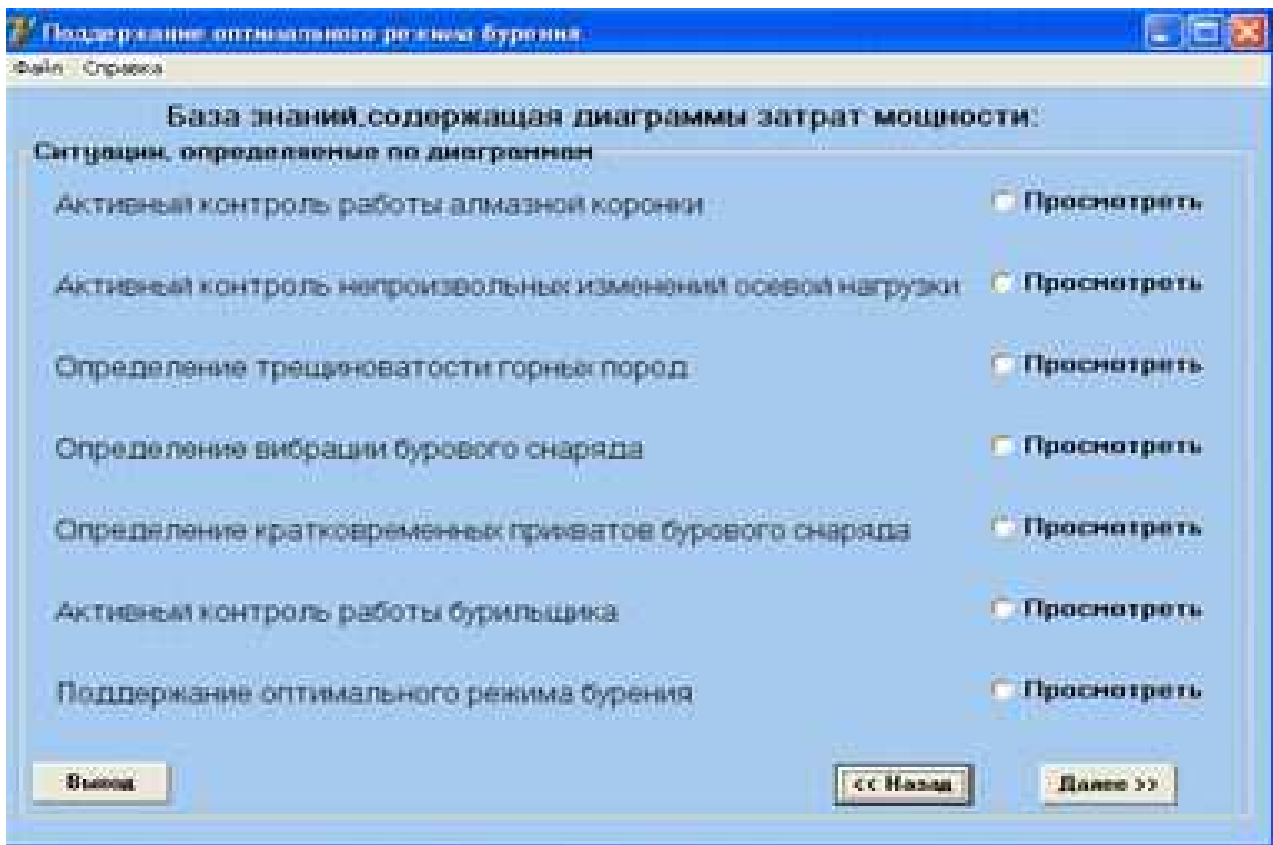 Поддержание оптимального режима бурения
Файл Справка
База знаний,содержащая диаграммы затрат мощности:
Ситуации, определяемые по диаграммам
Активный контроль работы алмазной коронки Просмотреть
Активный контроль непроизвольных изменений осевой нагрузки Просмотреть
Определение трещиноватости горных пород Просмотреть
Определение вибрации бурового снаряда Просмотреть
Определение кратковременных прихватов бурового снаряда Просмотреть
Активный контроль работы бурильщика Просмотреть
Поддержание оптимального режима бурения Просмотреть
Выход << Назад Далее >>